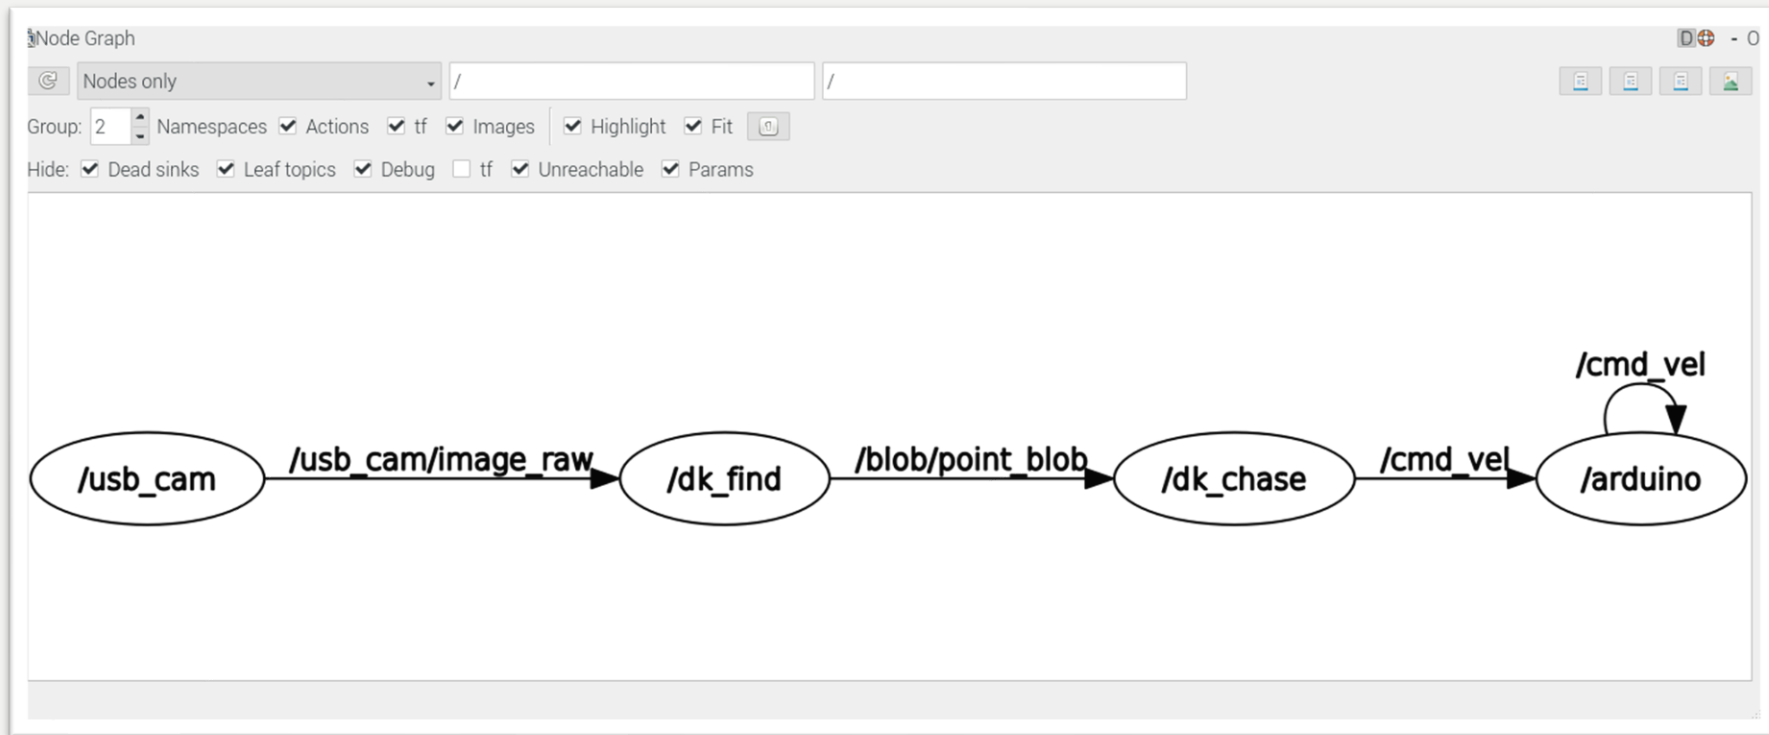 Node Graph
D - O
Nodes only / /
Group: 2 Namespaces Actions tf Images Highlight Fit
Hide: Dead sinks Leaf topics Debug tf Unreachable Params
/cmd_vel
/usb_cam/image_raw /blob/point_blob /cmd_vel
/usb_cam /dk_find /dk_chase /arduino